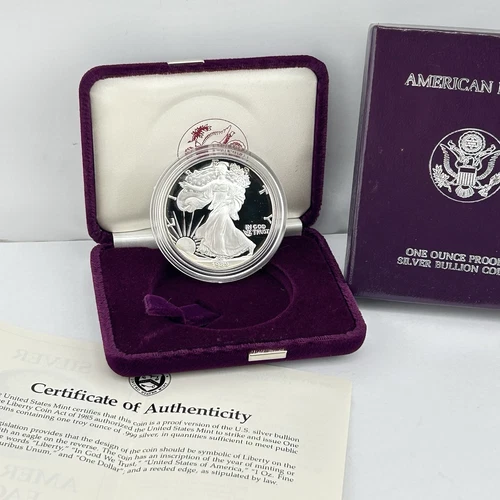 AMERICAN
ONE OUNCE PROOF
SILVER BULLION COIN
IN GOD
WE TRUST
SILVER
Certificate of Authenticity
United States Mint certifies that this coin is a proof version of the U.S. silver bullion
Liberty Coin Act of 1985 authorized the United States Mint to strike and issue One
coins containing one troy ounce of .999 silver, in quantities sufficient to meet public
legislation provides that the design of the coin should be symbolic of Liberty on the
with an eagle on the reverse. The coin has an inscription of the year of minting or
words "Liberty," "In God We Trust," "United States of America," "1 Oz. Fine
Pluribus Unum," and "One Dollar", and a reeded edge, as stipulated by law.